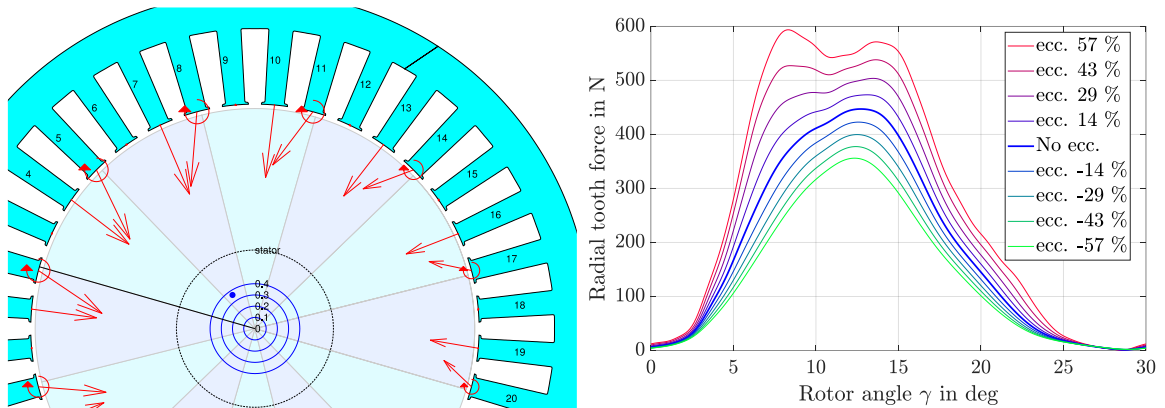 4
5
6
7
8
9
10
11
12
13
14
15
16
17
18
19
20
stator
0.4
0.3
0.2
0.1
0
Radial tooth force in N
600
500
400
300
200
100
0
0 5 10 15 20 25 30
Rotor angle γ in deg
ecc. 57 %
ecc. 43 %
ecc. 29 %
ecc. 14 %
No ecc.
ecc. -14 %
ecc. -29 %
ecc. -43 %
ecc. -57 %